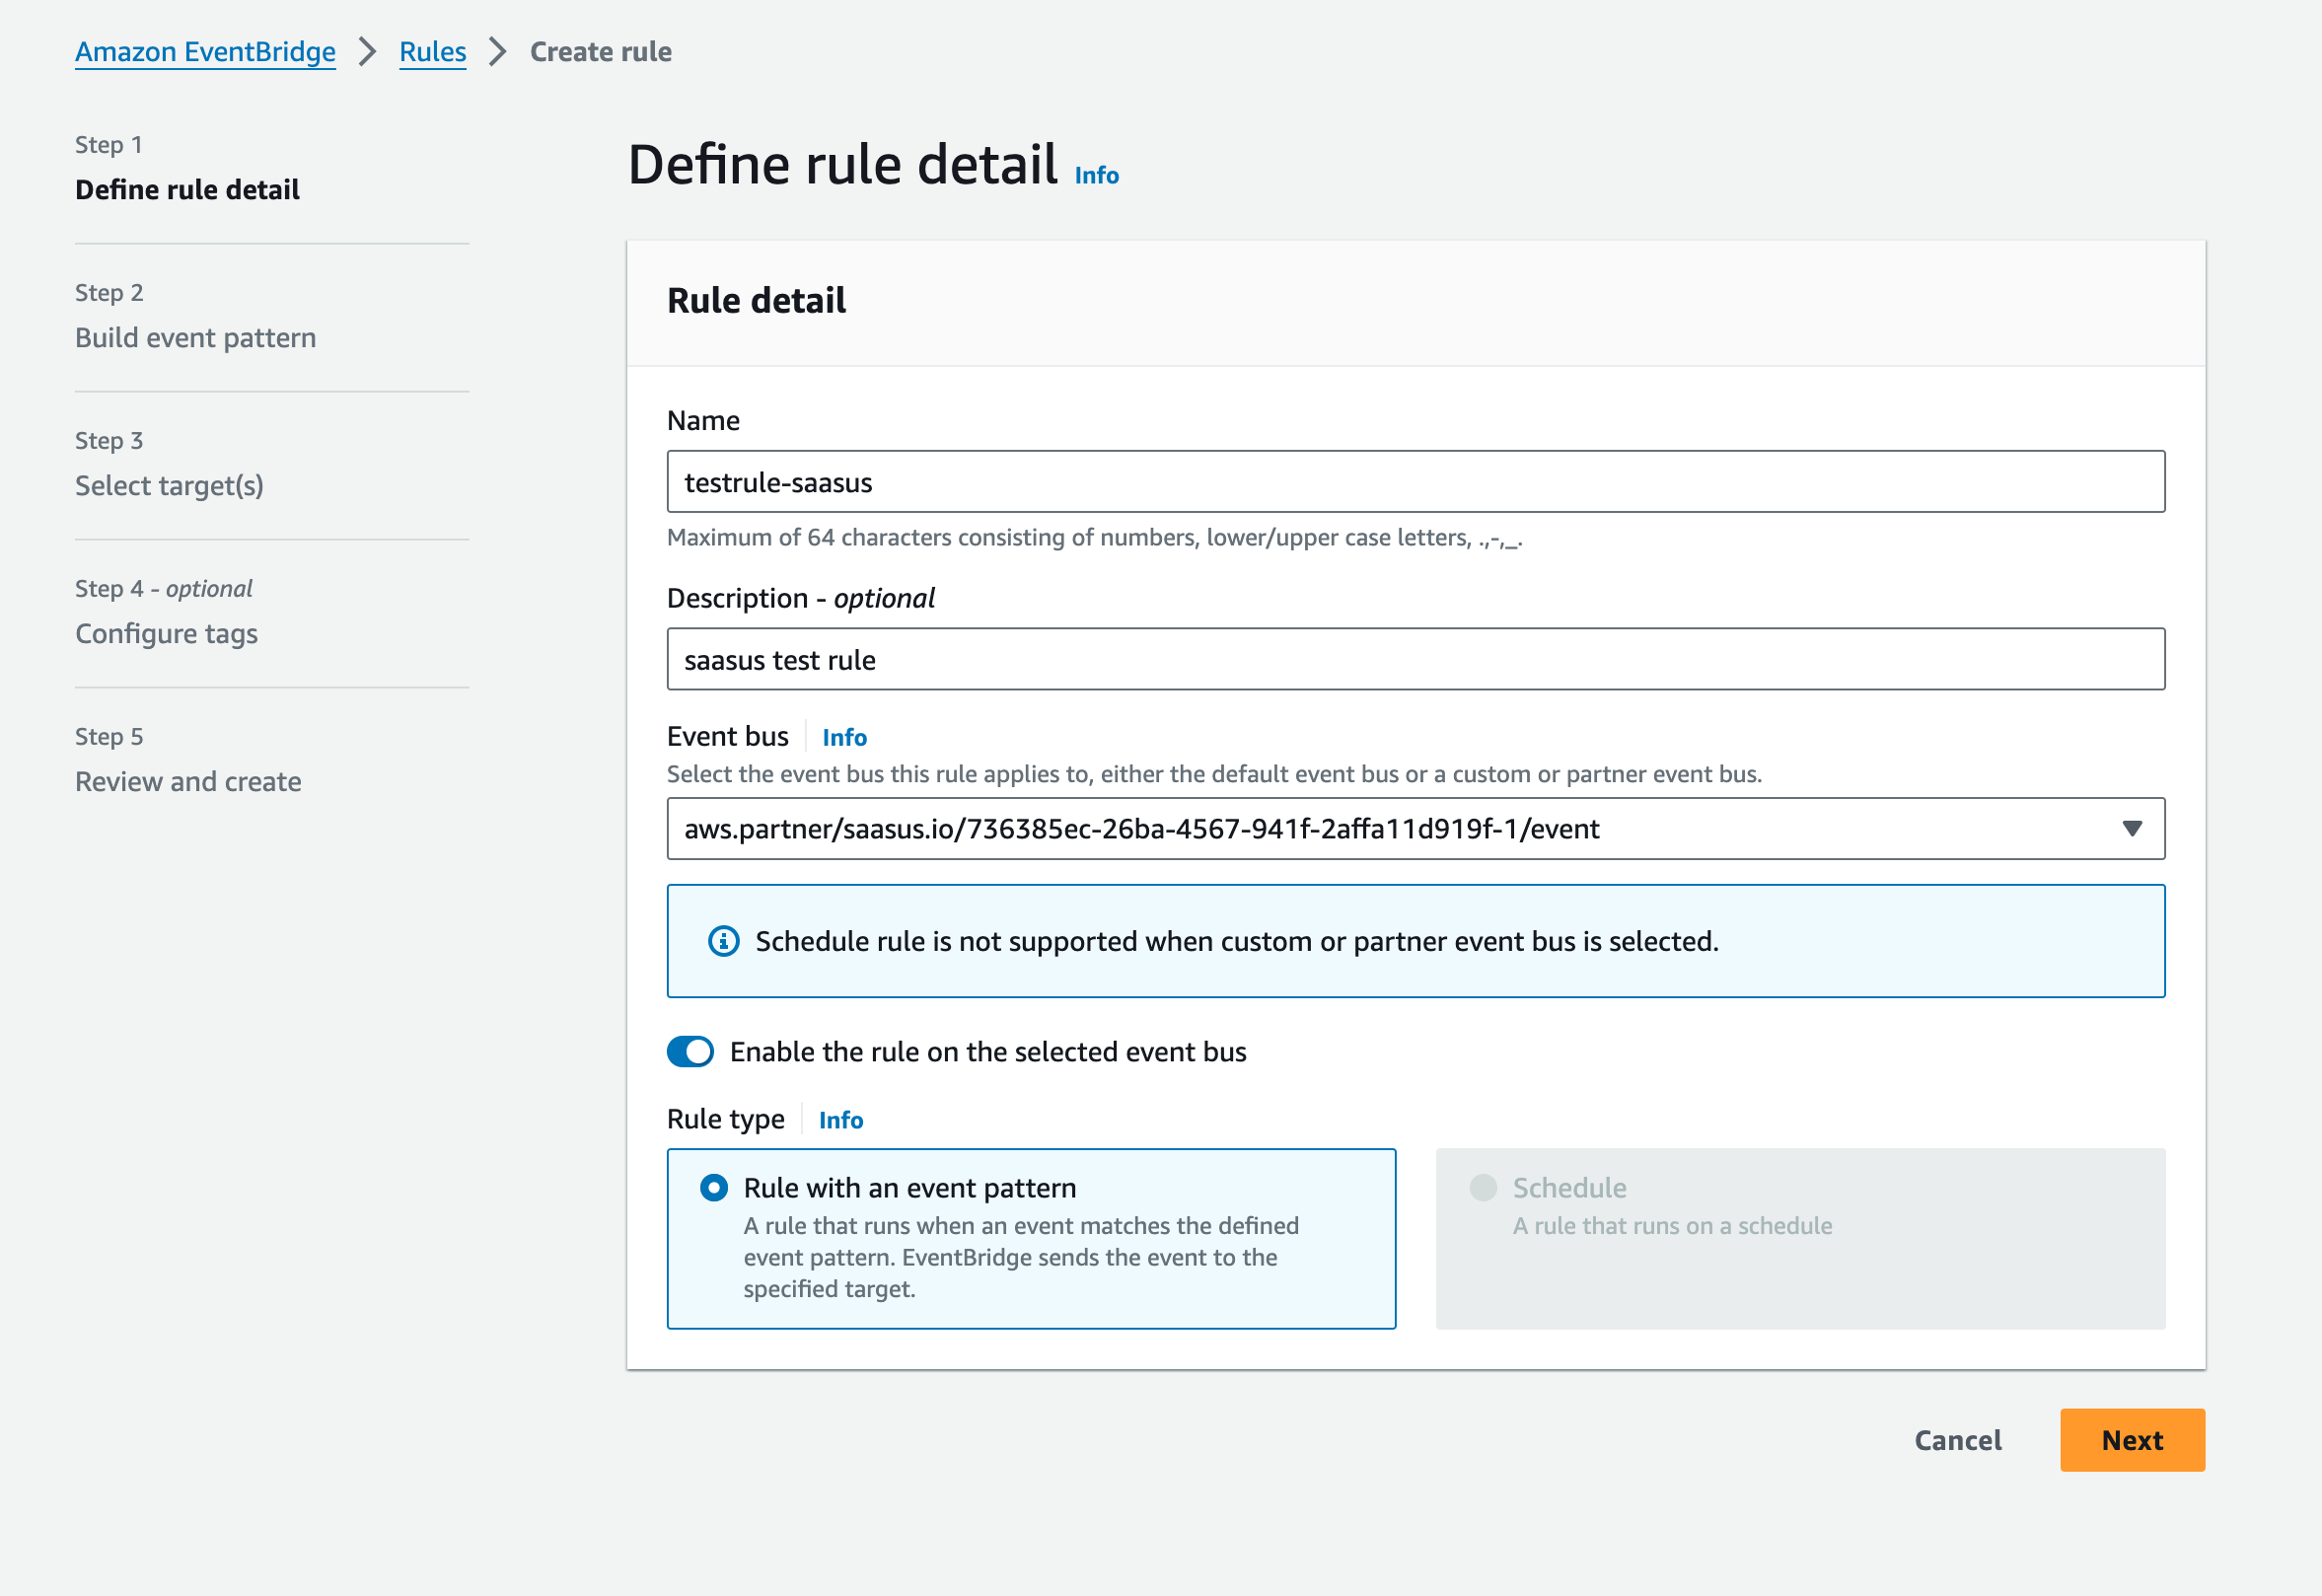 Amazon EventBridge > Rules > Create rule
Step 1
Define rule detail
Step 2
Build event pattern
Step 3
Select target(s)
Step 4 - optional
Configure tags
Step 5
Review and create
Define rule detail Info
Rule detail
Name
testrule-saasus
Maximum of 64 characters consisting of numbers, lower/upper case letters, .,-,_.
Description - optional
saasus test rule
Event bus Info
Select the event bus this rule applies to, either the default event bus or a custom or partner event bus.
aws.partner/saasus.io/736385ec-26ba-4567-941f-2affa11d919f-1/event
Schedule rule is not supported when custom or partner event bus is selected.
Enable the rule on the selected event bus
Rule type Info
Rule with an event pattern
A rule that runs when an event matches the defined
event pattern. EventBridge sends the event to the
specified target.
Schedule
A rule that runs on a schedule
Cancel
Next